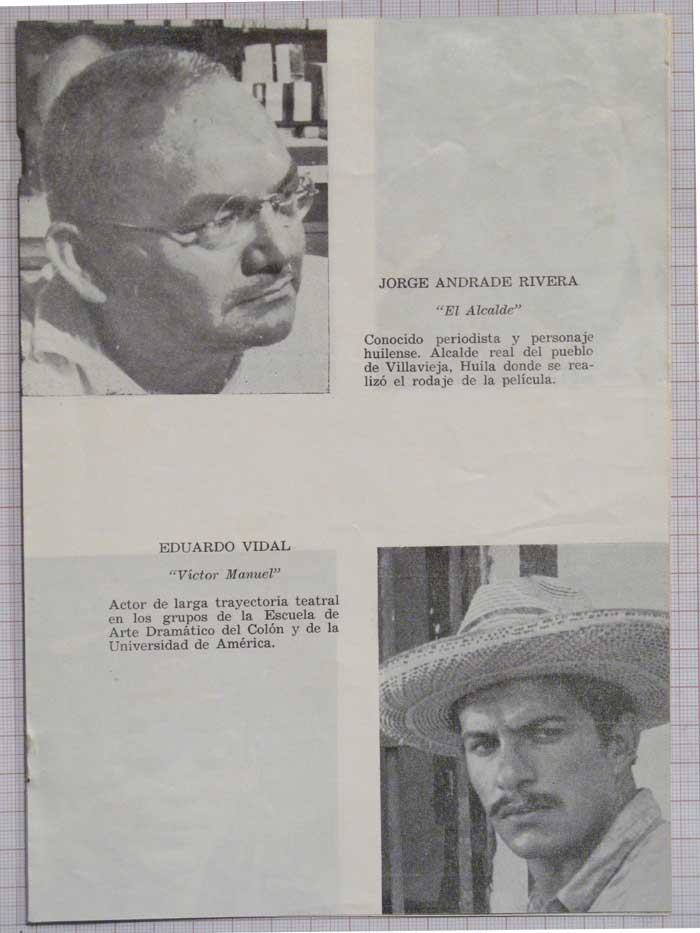 JORGE ANDRADE RIVERA
"El Alcalde"
Conocido periodista y personaje
huilense. Alcalde real del pueblo
de Villavieja, Huila donde se rea-
lizó el rodaje de la película.
EDUARDO VIDAL
"Víctor Manuel"
Actor de larga trayectoria teatral
en los grupos de la Escuela de
Arte Dramático del Colón y de la
Universidad de América.